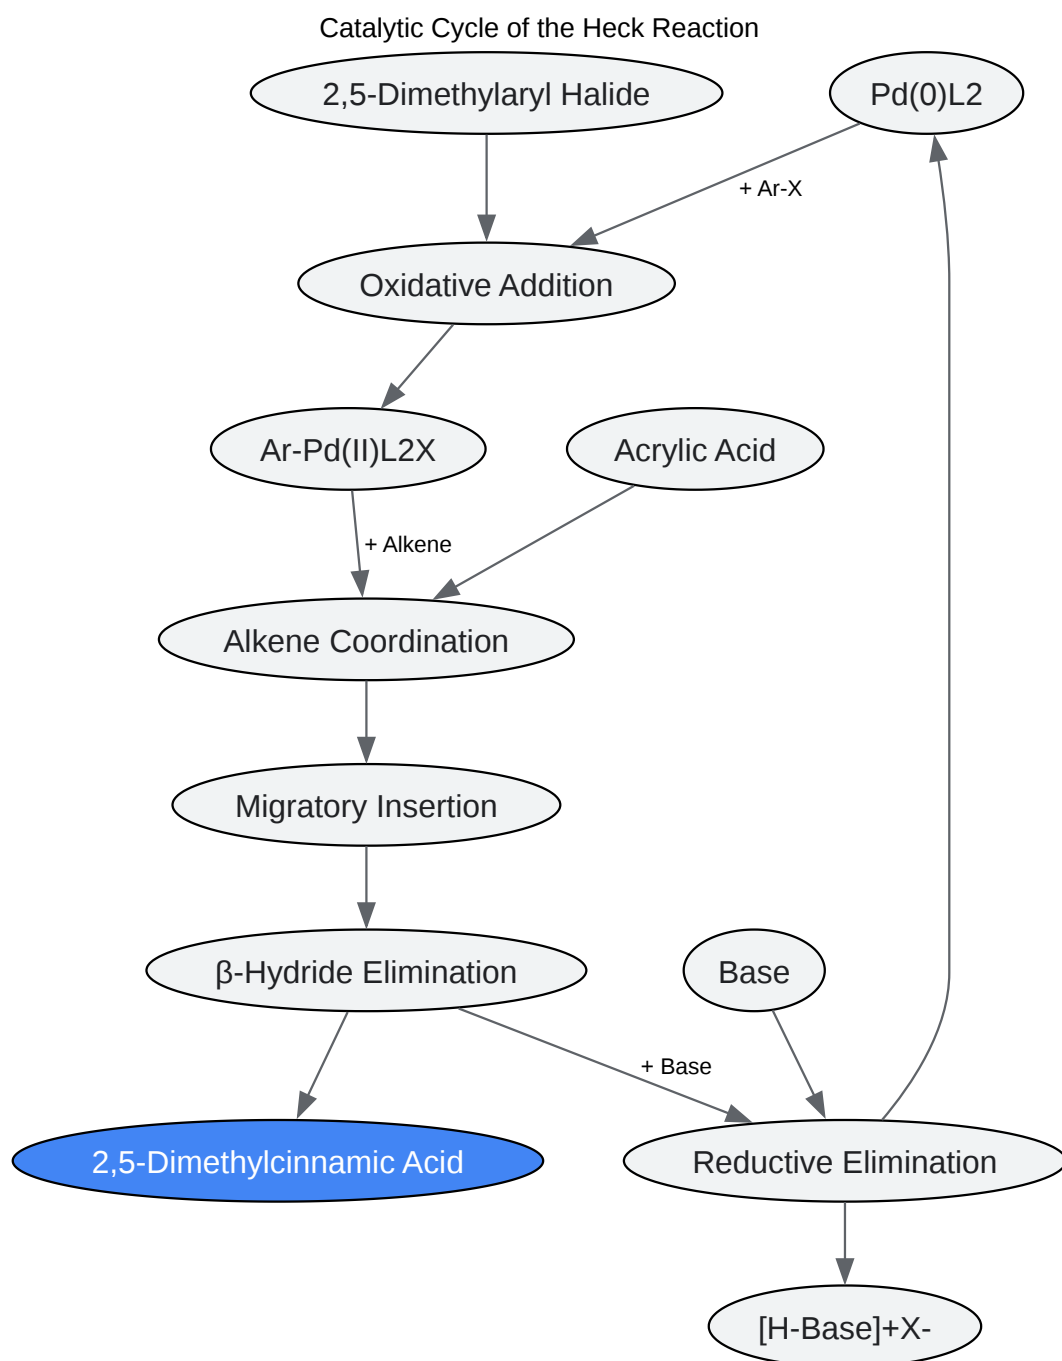 Catalytic Cycle of the Heck Reaction
2,5-Dimethylaryl Halide
Pd(0)L2
+ Ar-X
Oxidative Addition
Ar-Pd(II)L2X
Acrylic Acid
+ Alkene
Alkene Coordination
Migratory Insertion
β-Hydride Elimination
Base
+ Base
2,5-Dimethylcinnamic Acid
Reductive Elimination
[H-Base]+X-